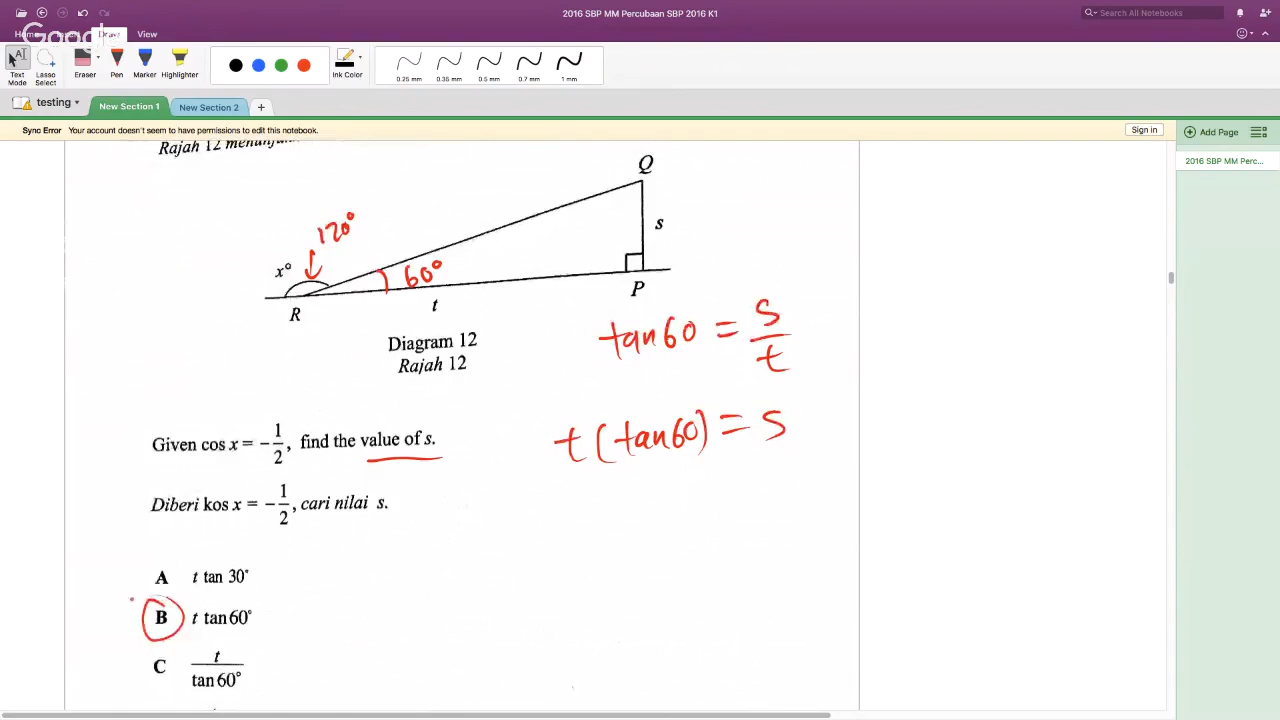 2016 SBP MM Percubaan SBP 2016 K1
Search All Notebooks
Google
Home Insert Draw View
Text Mode
Lasso Select
Eraser
Pen
Marker
Highlighter
Ink Color
0.25 mm
0.35 mm
0.5 mm
0.7 mm
1 mm
testing
New Section 1
New Section 2
+
Sync Error Your account doesn't seem to have permissions to edit this notebook.
Sign in
Add Page
2016 SBP MM Perc...
Rajah 12
Q
120°
s
x°
60°
R
t
P
Diagram 12
Rajah 12
tan60 = s/t
t(tan60) = s
Given cos x = -1/2, find the value of s.
Diberi kos x = -1/2, cari nilai s.
A t tan 30°
B t tan 60°
C t/tan 60°